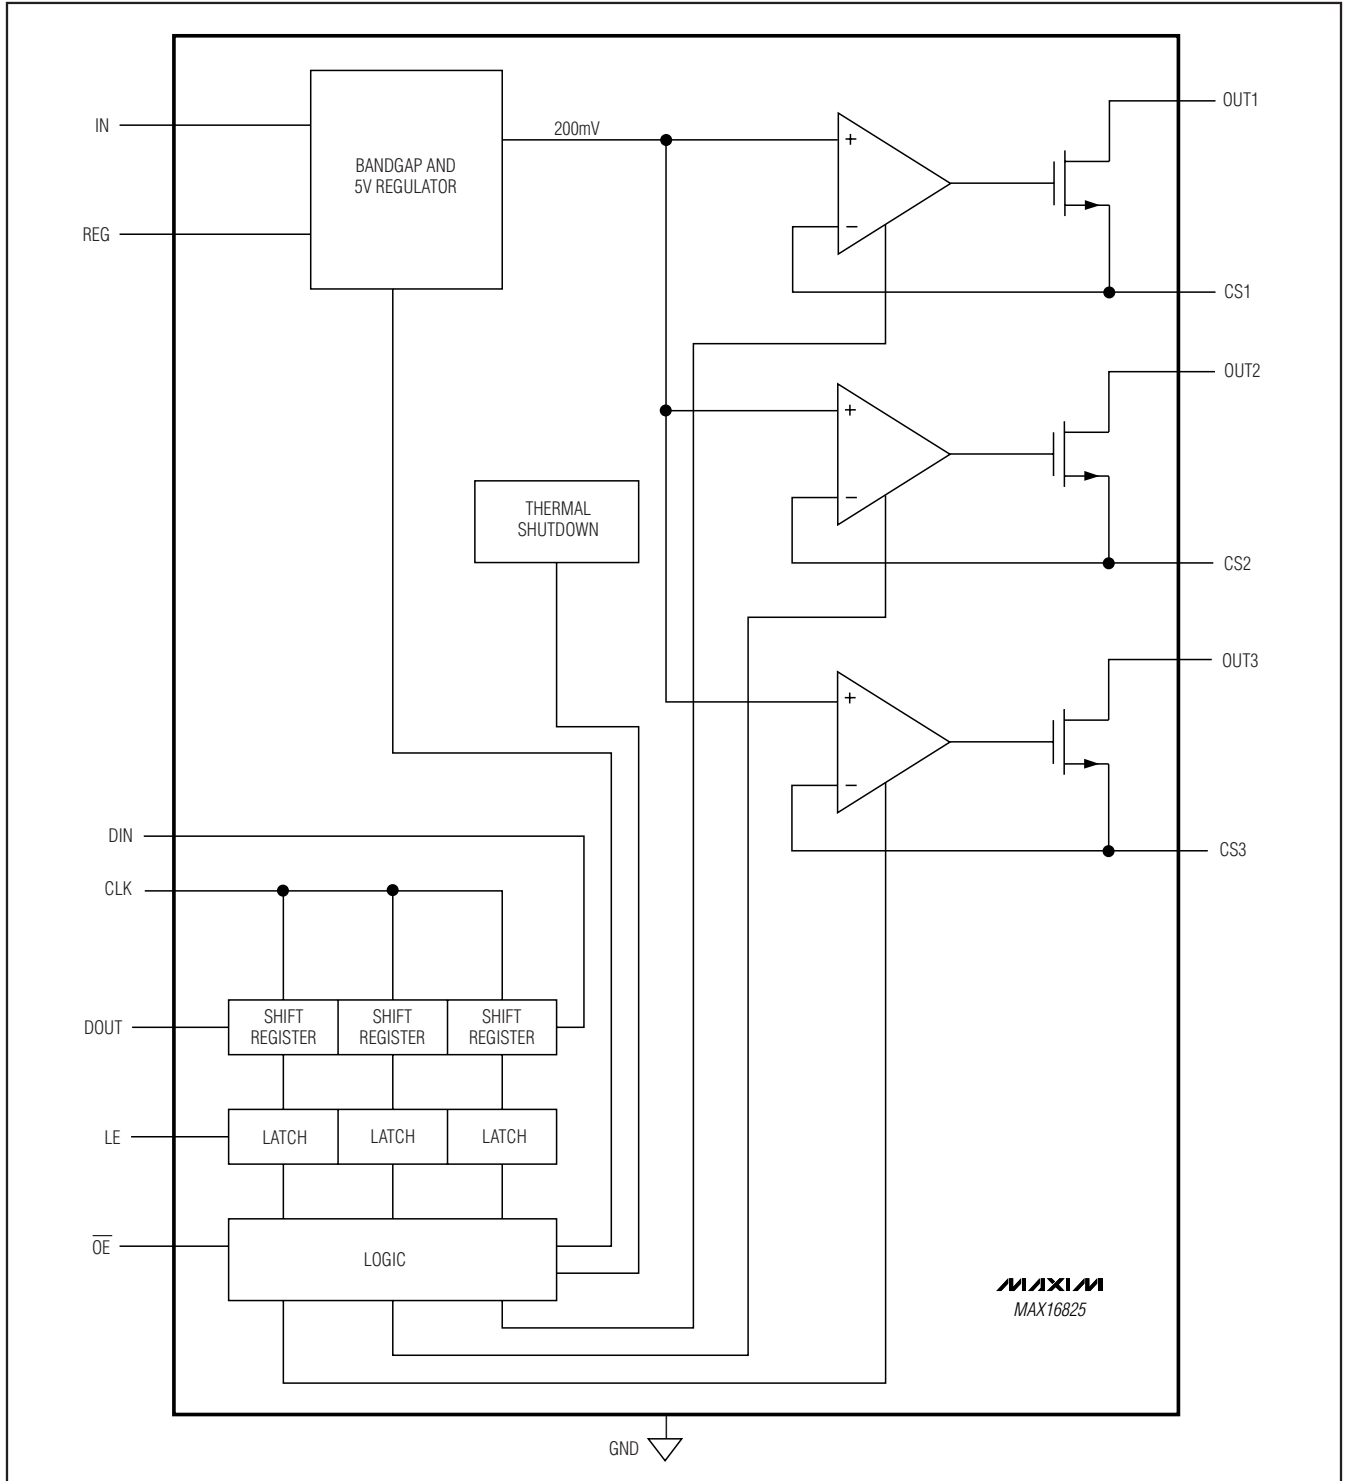 IN
REG
BANDGAP AND
5V REGULATOR
200mV
+
−
OUT1
CS1
+
−
OUT2
CS2
THERMAL
SHUTDOWN
+
−
OUT3
CS3
DIN
CLK
DOUT
SHIFT
REGISTER
SHIFT
REGISTER
SHIFT
REGISTER
LE
LATCH
LATCH
LATCH
OE
LOGIC
MAXIM
MAX16825
GND